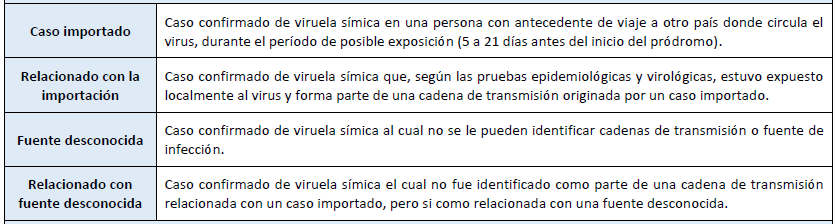 Caso importado
Caso confirmado de viruela símica en una persona con antecedente de viaje a otro país donde circula el
virus, durante el período de posible exposición (5 a 21 días antes del inicio del pródromo).
Relacionado con la
importación
Caso confirmado de viruela símica que, según las pruebas epidemiológicas y virológicas, estuvo expuesto
localmente al virus y forma parte de una cadena de transmisión originada por un caso importado.
Fuente desconocida
Caso confirmado de viruela símica al cual no se le pueden identificar cadenas de transmisión o fuente de
infección.
Relacionado con
fuente desconocida
Caso confirmado de viruela símica el cual no fue identificado como parte de una cadena de transmisión
relacionada con un caso importado, pero si como relacionada con una fuente desconocida.